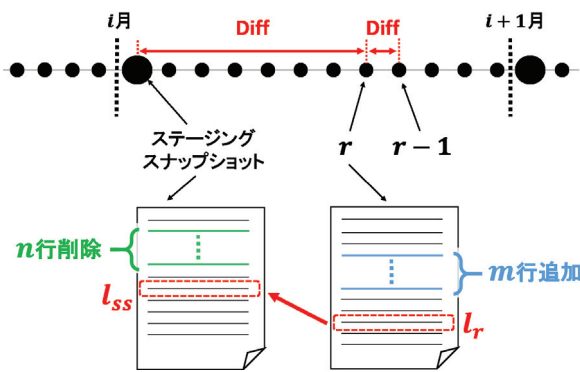 i月
Diff
Diff
i + 1月
ステージング
スナップショット
r
r − 1
n行削除
m行追加
l_ss
l_r